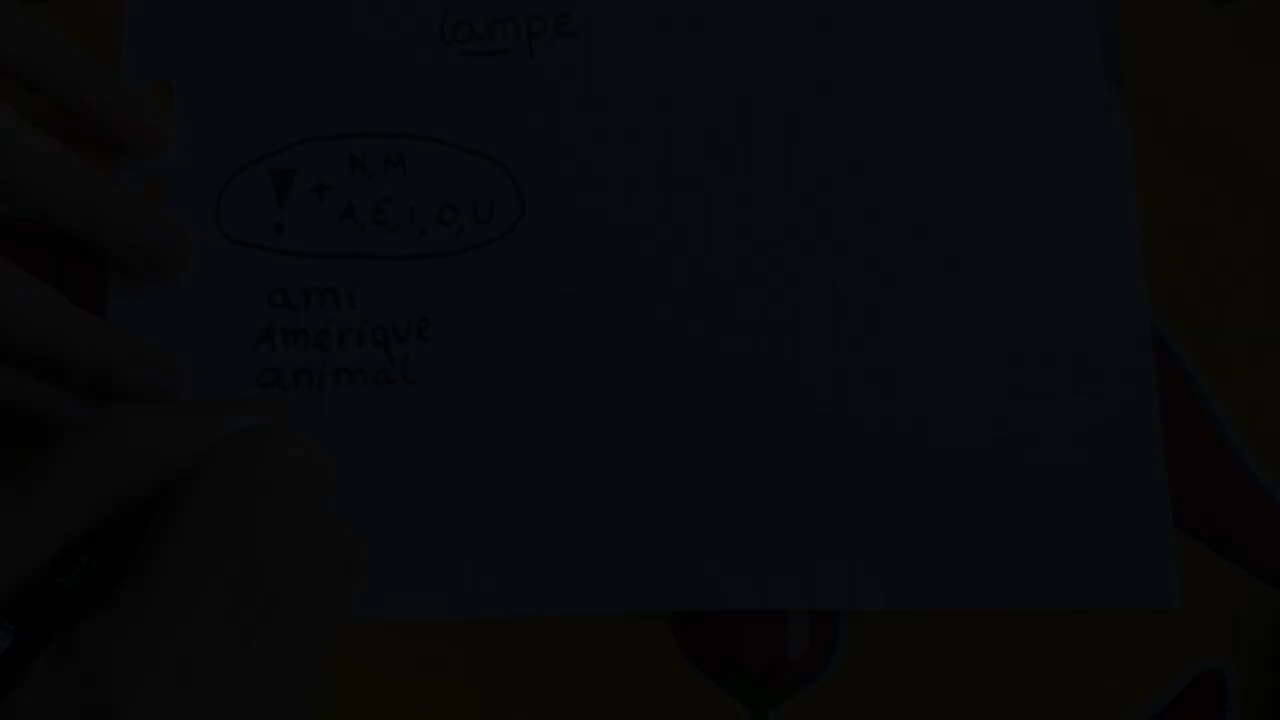 lampe
! + N, M
A, E, i, O, U
ami
Amérique
animal